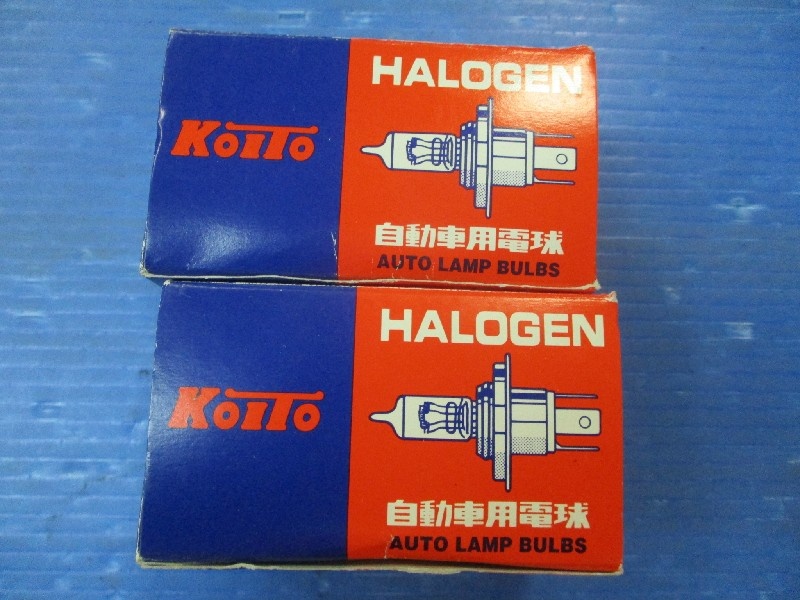 KoiTo
HALOGEN
自動車用電球
AUTO LAMP BULBS
KoiTo
HALOGEN
自動車用電球
AUTO LAMP BULBS